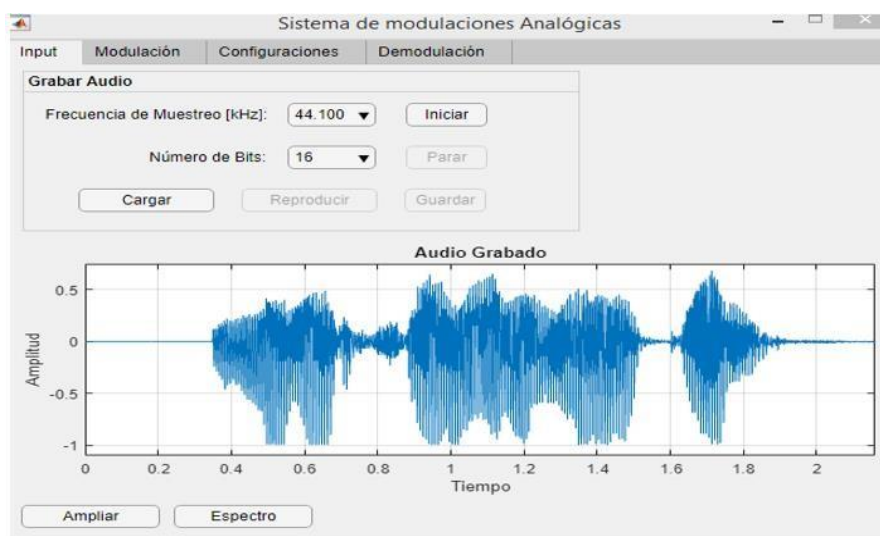 Sistema de modulaciones Analógicas
Input Modulación Configuraciones Demodulación
Grabar Audio
Frecuencia de Muestreo [kHz]: 44.100 Iniciar
Número de Bits: 16 Parar
Cargar Reproducir Guardar
Audio Grabado
0.5
0
-0.5
-1
Amplitud
0 0.2 0.4 0.6 0.8 1 1.2 1.4 1.6 1.8 2
Tiempo
Ampliar Espectro